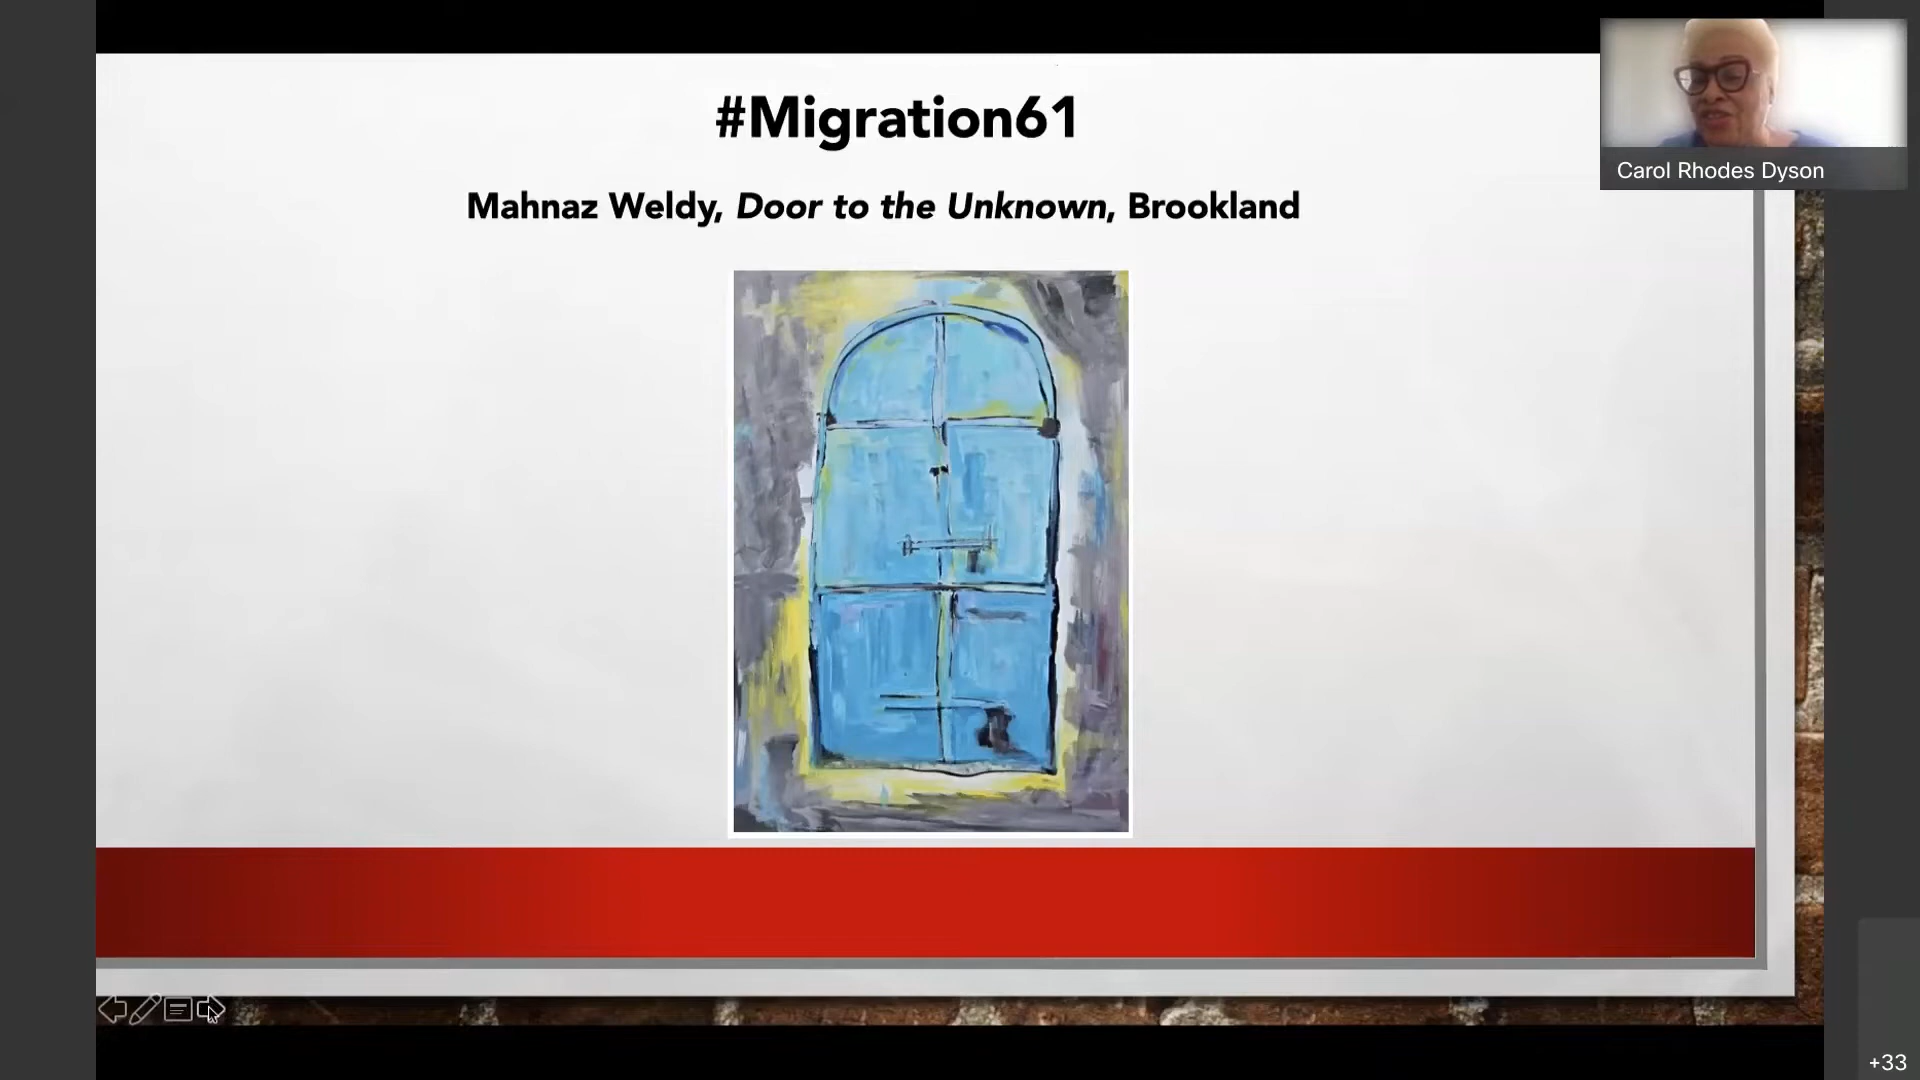 #Migration61
Mahnaz Weldy, Door to the Unknown, Brookland
Carol Rhodes Dyson
+33